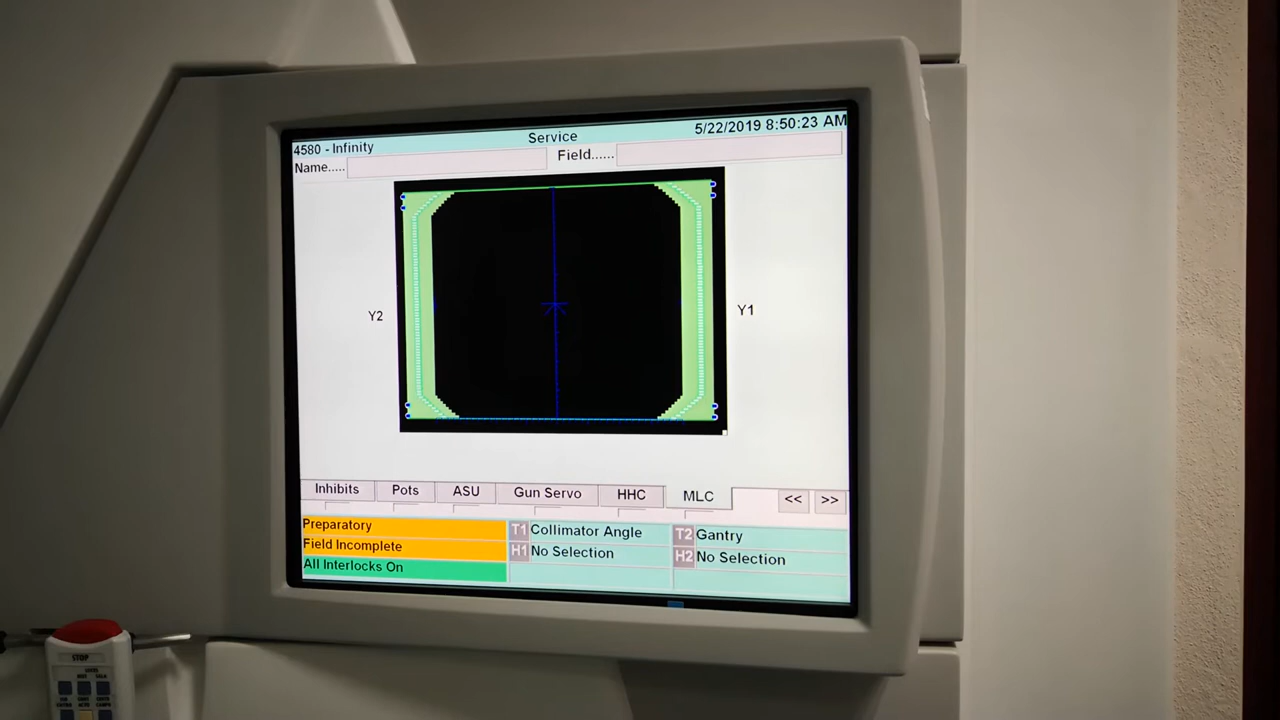 4580 - Infinity
Service
5/22/2019 8:50:23 AM
Name.....
Field......
Y2
Y1
Inhibits
Pots
ASU
Gun Servo
HHC
MLC
<<
>>
Preparatory
T1 Collimator Angle
T2 Gantry
Field Incomplete
H1 No Selection
H2 No Selection
All Interlocks On
STOP